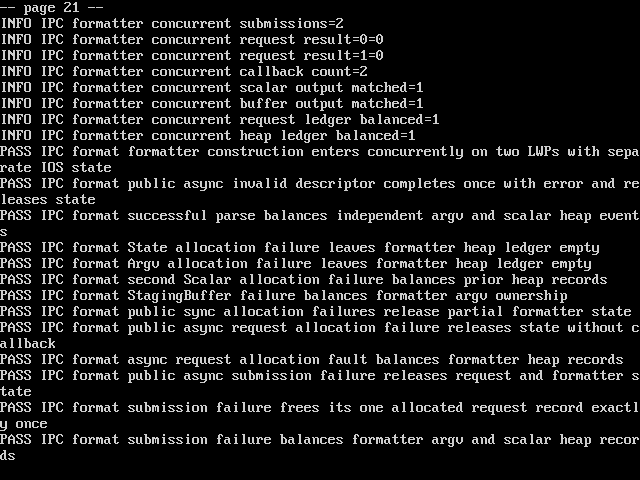 -- page 21 --
INFO IPC formatter concurrent submissions=2
INFO IPC formatter concurrent request result=0=0
INFO IPC formatter concurrent request result=1=0
INFO IPC formatter concurrent callback count=2
INFO IPC formatter concurrent scalar output matched=1
INFO IPC formatter concurrent buffer output matched=1
INFO IPC formatter concurrent request ledger balanced=1
INFO IPC formatter concurrent heap ledger balanced=1
PASS IPC format formatter construction enters concurrently on two LWPs with sepa
rate IOS state
PASS IPC format public async invalid descriptor completes once with error and re
leases state
PASS IPC format successful parse balances independent argv and scalar heap event
s
PASS IPC format State allocation failure leaves formatter heap ledger empty
PASS IPC format Argv allocation failure leaves formatter heap ledger empty
PASS IPC format second Scalar allocation failure balances prior heap records
PASS IPC format StagingBuffer failure balances formatter argv ownership
PASS IPC format public sync allocation failures release partial formatter state
PASS IPC format public async request allocation failure releases state without c
allback
PASS IPC format async request allocation fault balances formatter heap records
PASS IPC format public async submission failure releases request and formatter s
tate
PASS IPC format submission failure frees its one allocated request record exactl
y once
PASS IPC format submission failure balances formatter argv and scalar heap recor
ds